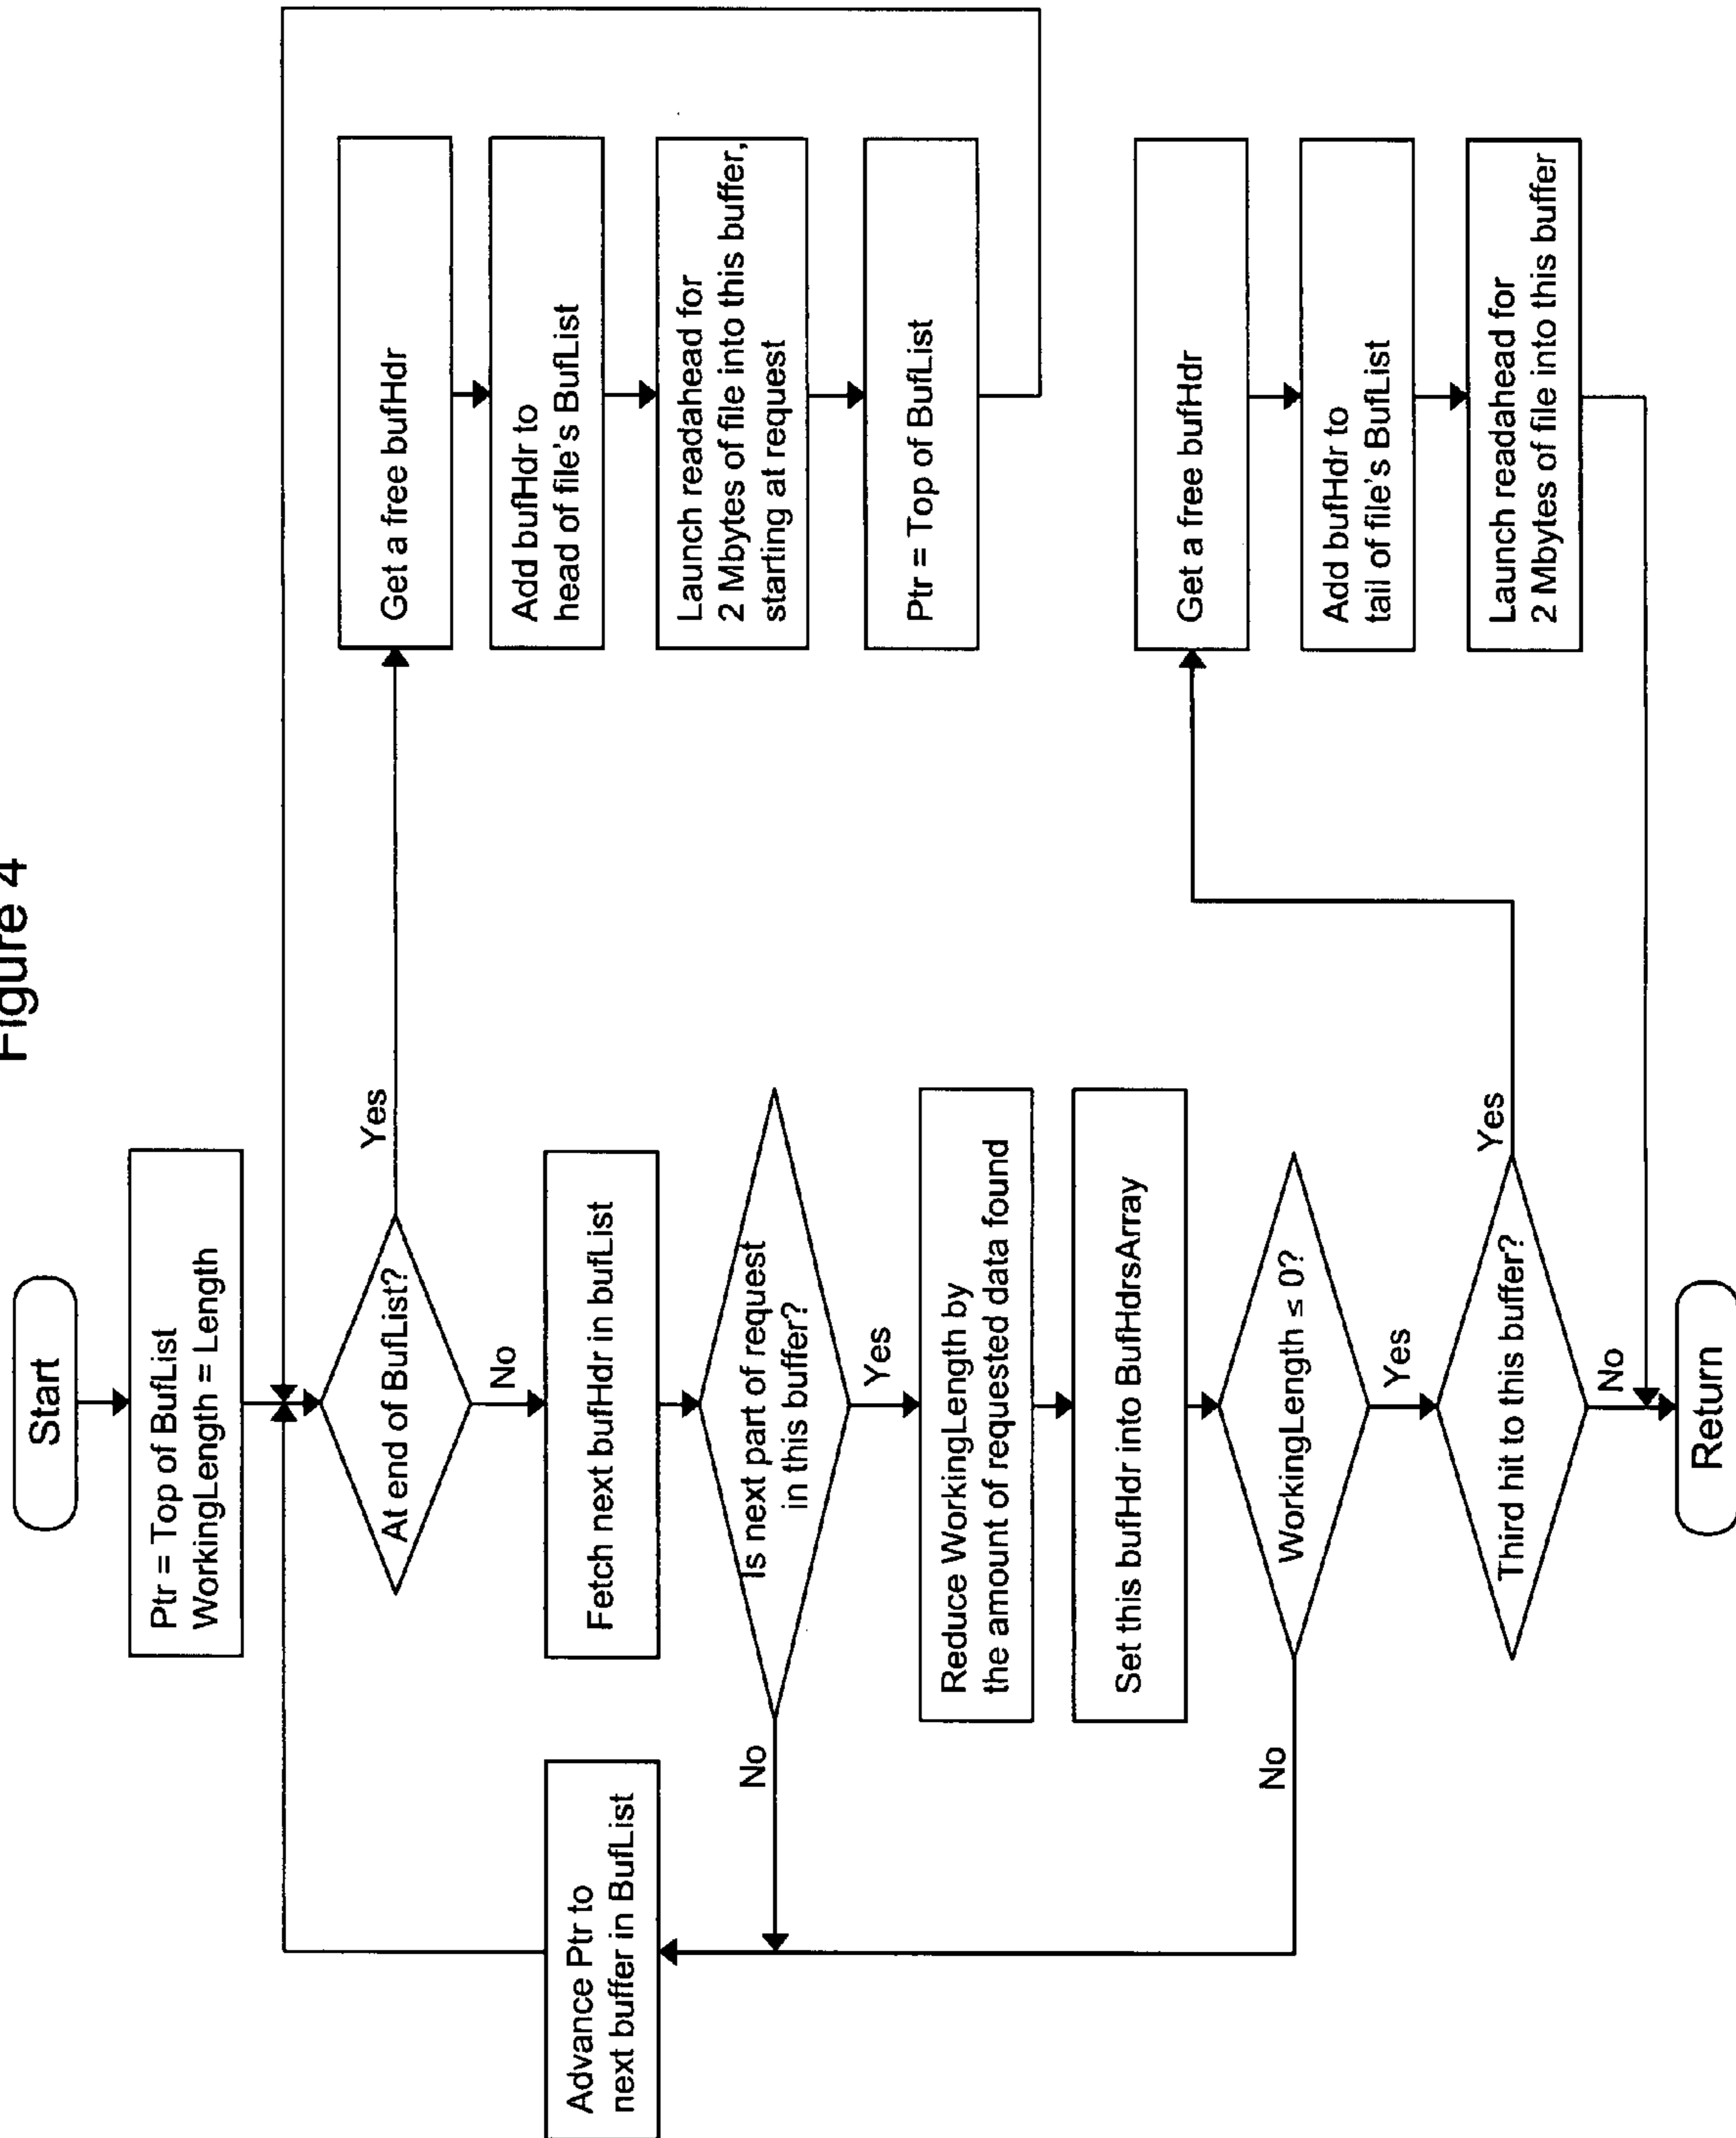 Figure 4
Start
Ptr = Top of BufList
WorkingLength = Length
At end of BufList?
Yes
No
Get a free bufHdr
Add bufHdr to
head of file's BufList
Launch readahead for
2 Mbytes of file into this buffer,
starting at request
Ptr = Top of BufList
Advance Ptr to
next buffer in BufList
Fetch next bufHdr in bufList
Is next part of request
in this buffer?
No
Yes
Reduce WorkingLength by
the amount of requested data found
Set this bufHdr into BufHdrsArray
WorkingLength ≤ 0?
No
Yes
Third hit to this buffer?
Yes
No
Get a free bufHdr
Add bufHdr to
tail of file's BufList
Launch readahead for
2 Mbytes of file into this buffer
Return